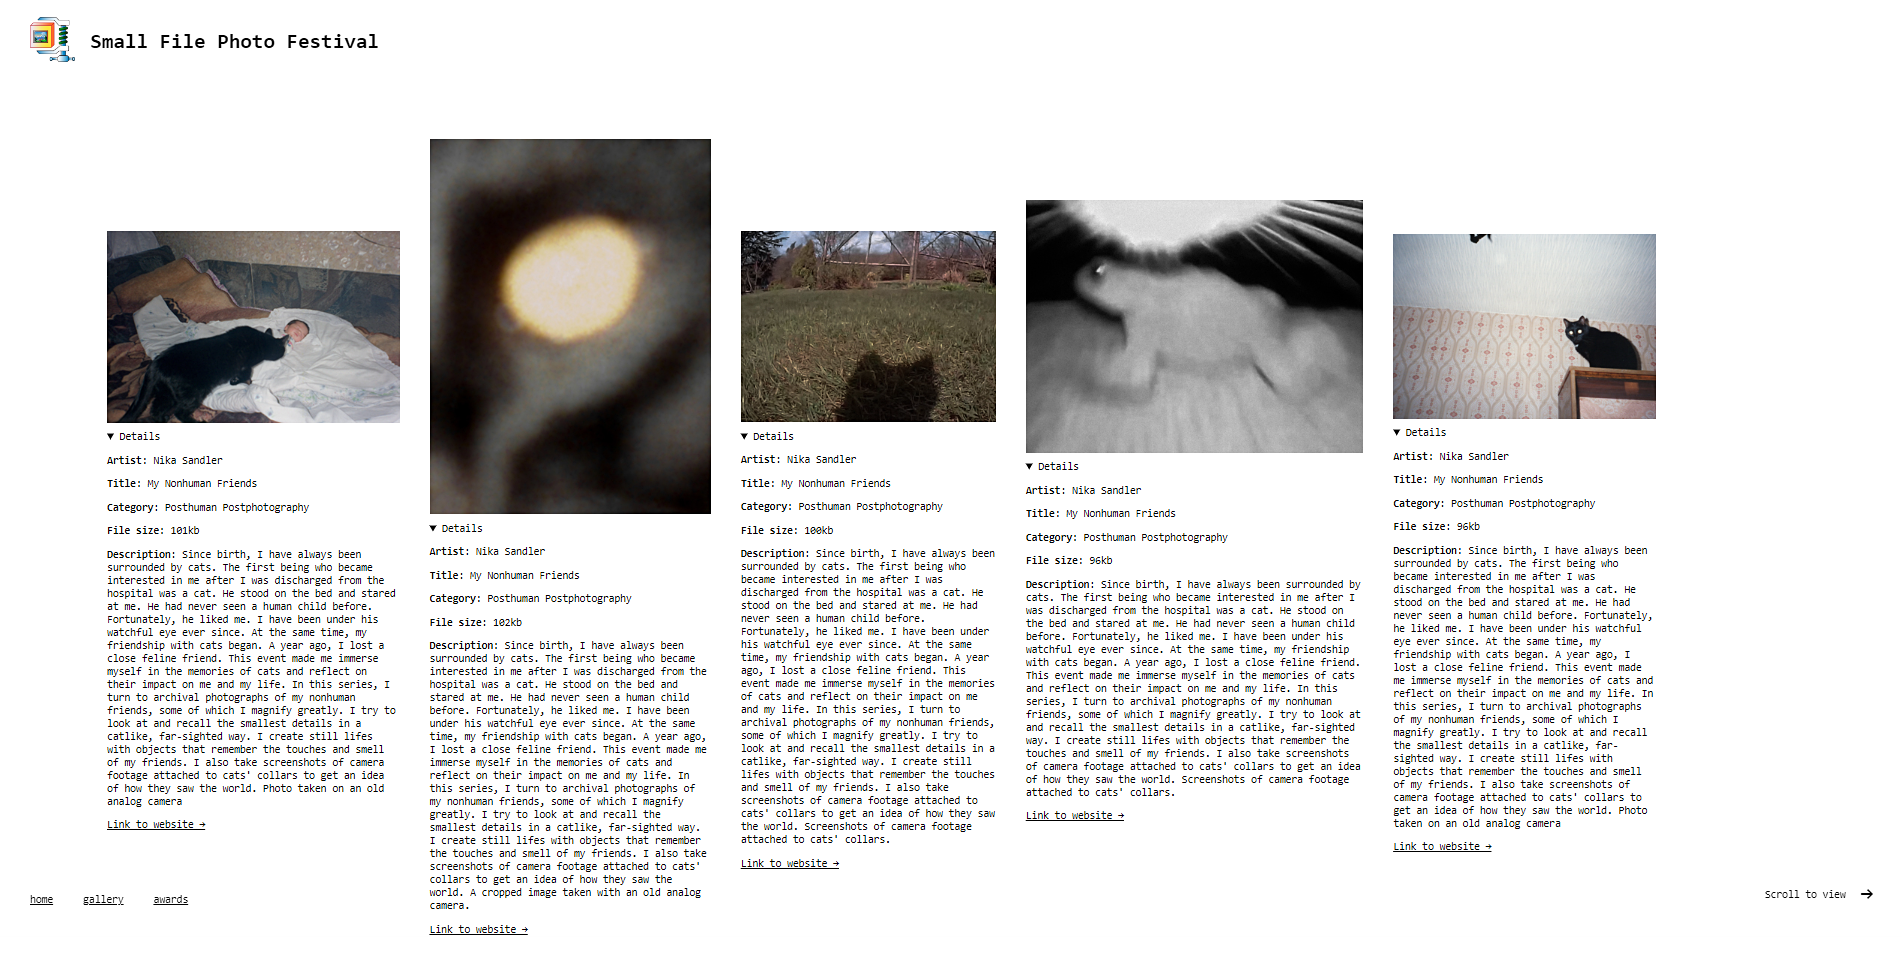 Small File Photo Festival
▼ Details
Artist: Nika Sandler
Title: My Nonhuman Friends
Category: Posthuman Postphotography
File size: 101kb
Description: Since birth, I have always been
surrounded by cats. The first being who became
interested in me after I was discharged from the
hospital was a cat. He stood on the bed and stared
at me. He had never seen a human child before.
Fortunately, he liked me. I have been under his
watchful eye ever since. At the same time, my
friendship with cats began. A year ago, I lost a
close feline friend. This event made me immerse
myself in the memories of cats and reflect on
their impact on me and my life. In this series, I
turn to archival photographs of my nonhuman
friends, some of which I magnify greatly. I try to
look at and recall the smallest details in a
catlike, far-sighted way. I create still lifes
with objects that remember the touches and smell
of my friends. I also take screenshots of camera
footage attached to cats' collars to get an idea
of how they saw the world. Photo taken on an old
analog camera
Link to website →
▼ Details
Artist: Nika Sandler
Title: My Nonhuman Friends
Category: Posthuman Postphotography
File size: 102kb
Description: Since birth, I have always been
surrounded by cats. The first being who became
interested in me after I was discharged from the
hospital was a cat. He stood on the bed and
stared at me. He had never seen a human child
before. Fortunately, he liked me. I have been
under his watchful eye ever since. At the same
time, my friendship with cats began. A year ago,
I lost a close feline friend. This event made me
immerse myself in the memories of cats and
reflect on their impact on me and my life. In
this series, I turn to archival photographs of
my nonhuman friends, some of which I magnify
greatly. I try to look at and recall the
smallest details in a catlike, far-sighted way.
I create still lifes with objects that remember
the touches and smell of my friends. I also take
screenshots of camera footage attached to cats'
collars to get an idea of how they saw the
world. A cropped image taken with an old analog
camera.
Link to website →
▼ Details
Artist: Nika Sandler
Title: My Nonhuman Friends
Category: Posthuman Postphotography
File size: 100kb
Description: Since birth, I have always been
surrounded by cats. The first being who
became interested in me after I was
discharged from the hospital was a cat. He
stood on the bed and stared at me. He had
never seen a human child before.
Fortunately, he liked me. I have been under
his watchful eye ever since. At the same
time, my friendship with cats began. A year
ago, I lost a close feline friend. This
event made me immerse myself in the memories
of cats and reflect on their impact on me
and my life. In this series, I turn to
archival photographs of my nonhuman friends,
some of which I magnify greatly. I try to
look at and recall the smallest details in a
catlike, far-sighted way. I create still
lifes with objects that remember the touches
and smell of my friends. I also take
screenshots of camera footage attached to
cats' collars to get an idea of how they saw
the world. Screenshots of camera footage
attached to cats' collars.
Link to website →
▼ Details
Artist: Nika Sandler
Title: My Nonhuman Friends
Category: Posthuman Postphotography
File size: 96kb
Description: Since birth, I have always been surrounded by
cats. The first being who became interested in me after I
was discharged from the hospital was a cat. He stood on
the bed and stared at me. He had never seen a human child
before. Fortunately, he liked me. I have been under his
watchful eye ever since. At the same time, my friendship
with cats began. A year ago, I lost a close feline friend.
This event made me immerse myself in the memories of cats
and reflect on their impact on me and my life. In this
series, I turn to archival photographs of my nonhuman
friends, some of which I magnify greatly. I try to look at
and recall the smallest details in a catlike, far-sighted
way. I create still lifes with objects that remember the
touches and smell of my friends. I also take screenshots
of camera footage attached to cats' collars to get an idea
of how they saw the world. Screenshots of camera footage
attached to cats' collars.
Link to website →
▼ Details
Artist: Nika Sandler
Title: My Nonhuman Friends
Category: Posthuman Postphotography
File size: 96kb
Description: Since birth, I have always been
surrounded by cats. The first being who
became interested in me after I was
discharged from the hospital was a cat. He
stood on the bed and stared at me. He had
never seen a human child before. Fortunately,
he liked me. I have been under his watchful
eye ever since. At the same time, my
friendship with cats began. A year ago, I
lost a close feline friend. This event made
me immerse myself in the memories of cats and
reflect on their impact on me and my life. In
this series, I turn to archival photographs
of my nonhuman friends, some of which I
magnify greatly. I try to look at and recall
the smallest details in a catlike, far-
sighted way. I create still lifes with
objects that remember the touches and smell
of my friends. I also take screenshots of
camera footage attached to cats' collars to
get an idea of how they saw the world. Photo
taken on an old analog camera
Link to website →
home gallery awards
Scroll to view →